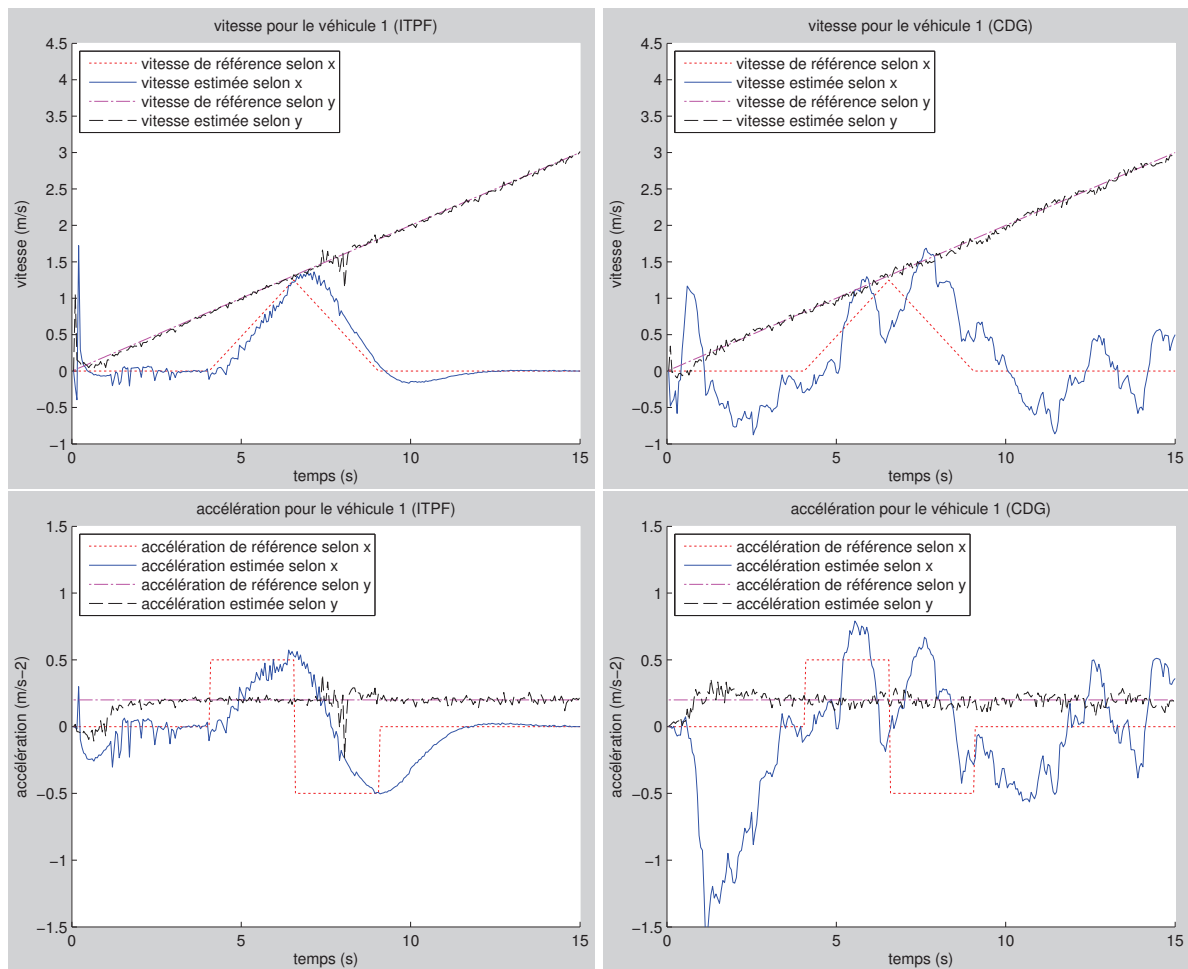 vitesse pour le véhicule 1 (ITPF)
4.5
4
3.5
3
2.5
2
1.5
1
0.5
0
−0.5
−1
vitesse (m/s)
vitesse de référence selon x
vitesse estimée selon x
vitesse de référence selon y
vitesse estimée selon y
0
5
10
15
temps (s)
vitesse pour le véhicule 1 (CDG)
4.5
4
3.5
3
2.5
2
1.5
1
0.5
0
−0.5
−1
vitesse (m/s)
vitesse de référence selon x
vitesse estimée selon x
vitesse de référence selon y
vitesse estimée selon y
0
5
10
15
temps (s)
accélération pour le véhicule 1 (ITPF)
1.5
1
0.5
0
−0.5
−1
−1.5
accélération (m/s−2)
accélération de référence selon x
accélération estimée selon x
accélération de référence selon y
accélération estimée selon y
0
5
10
15
temps (s)
accélération pour le véhicule 1 (CDG)
1.5
1
0.5
0
−0.5
−1
−1.5
accélération (m/s−2)
accélération de référence selon x
accélération estimée selon x
accélération de référence selon y
accélération estimée selon y
0
5
10
15
temps (s)